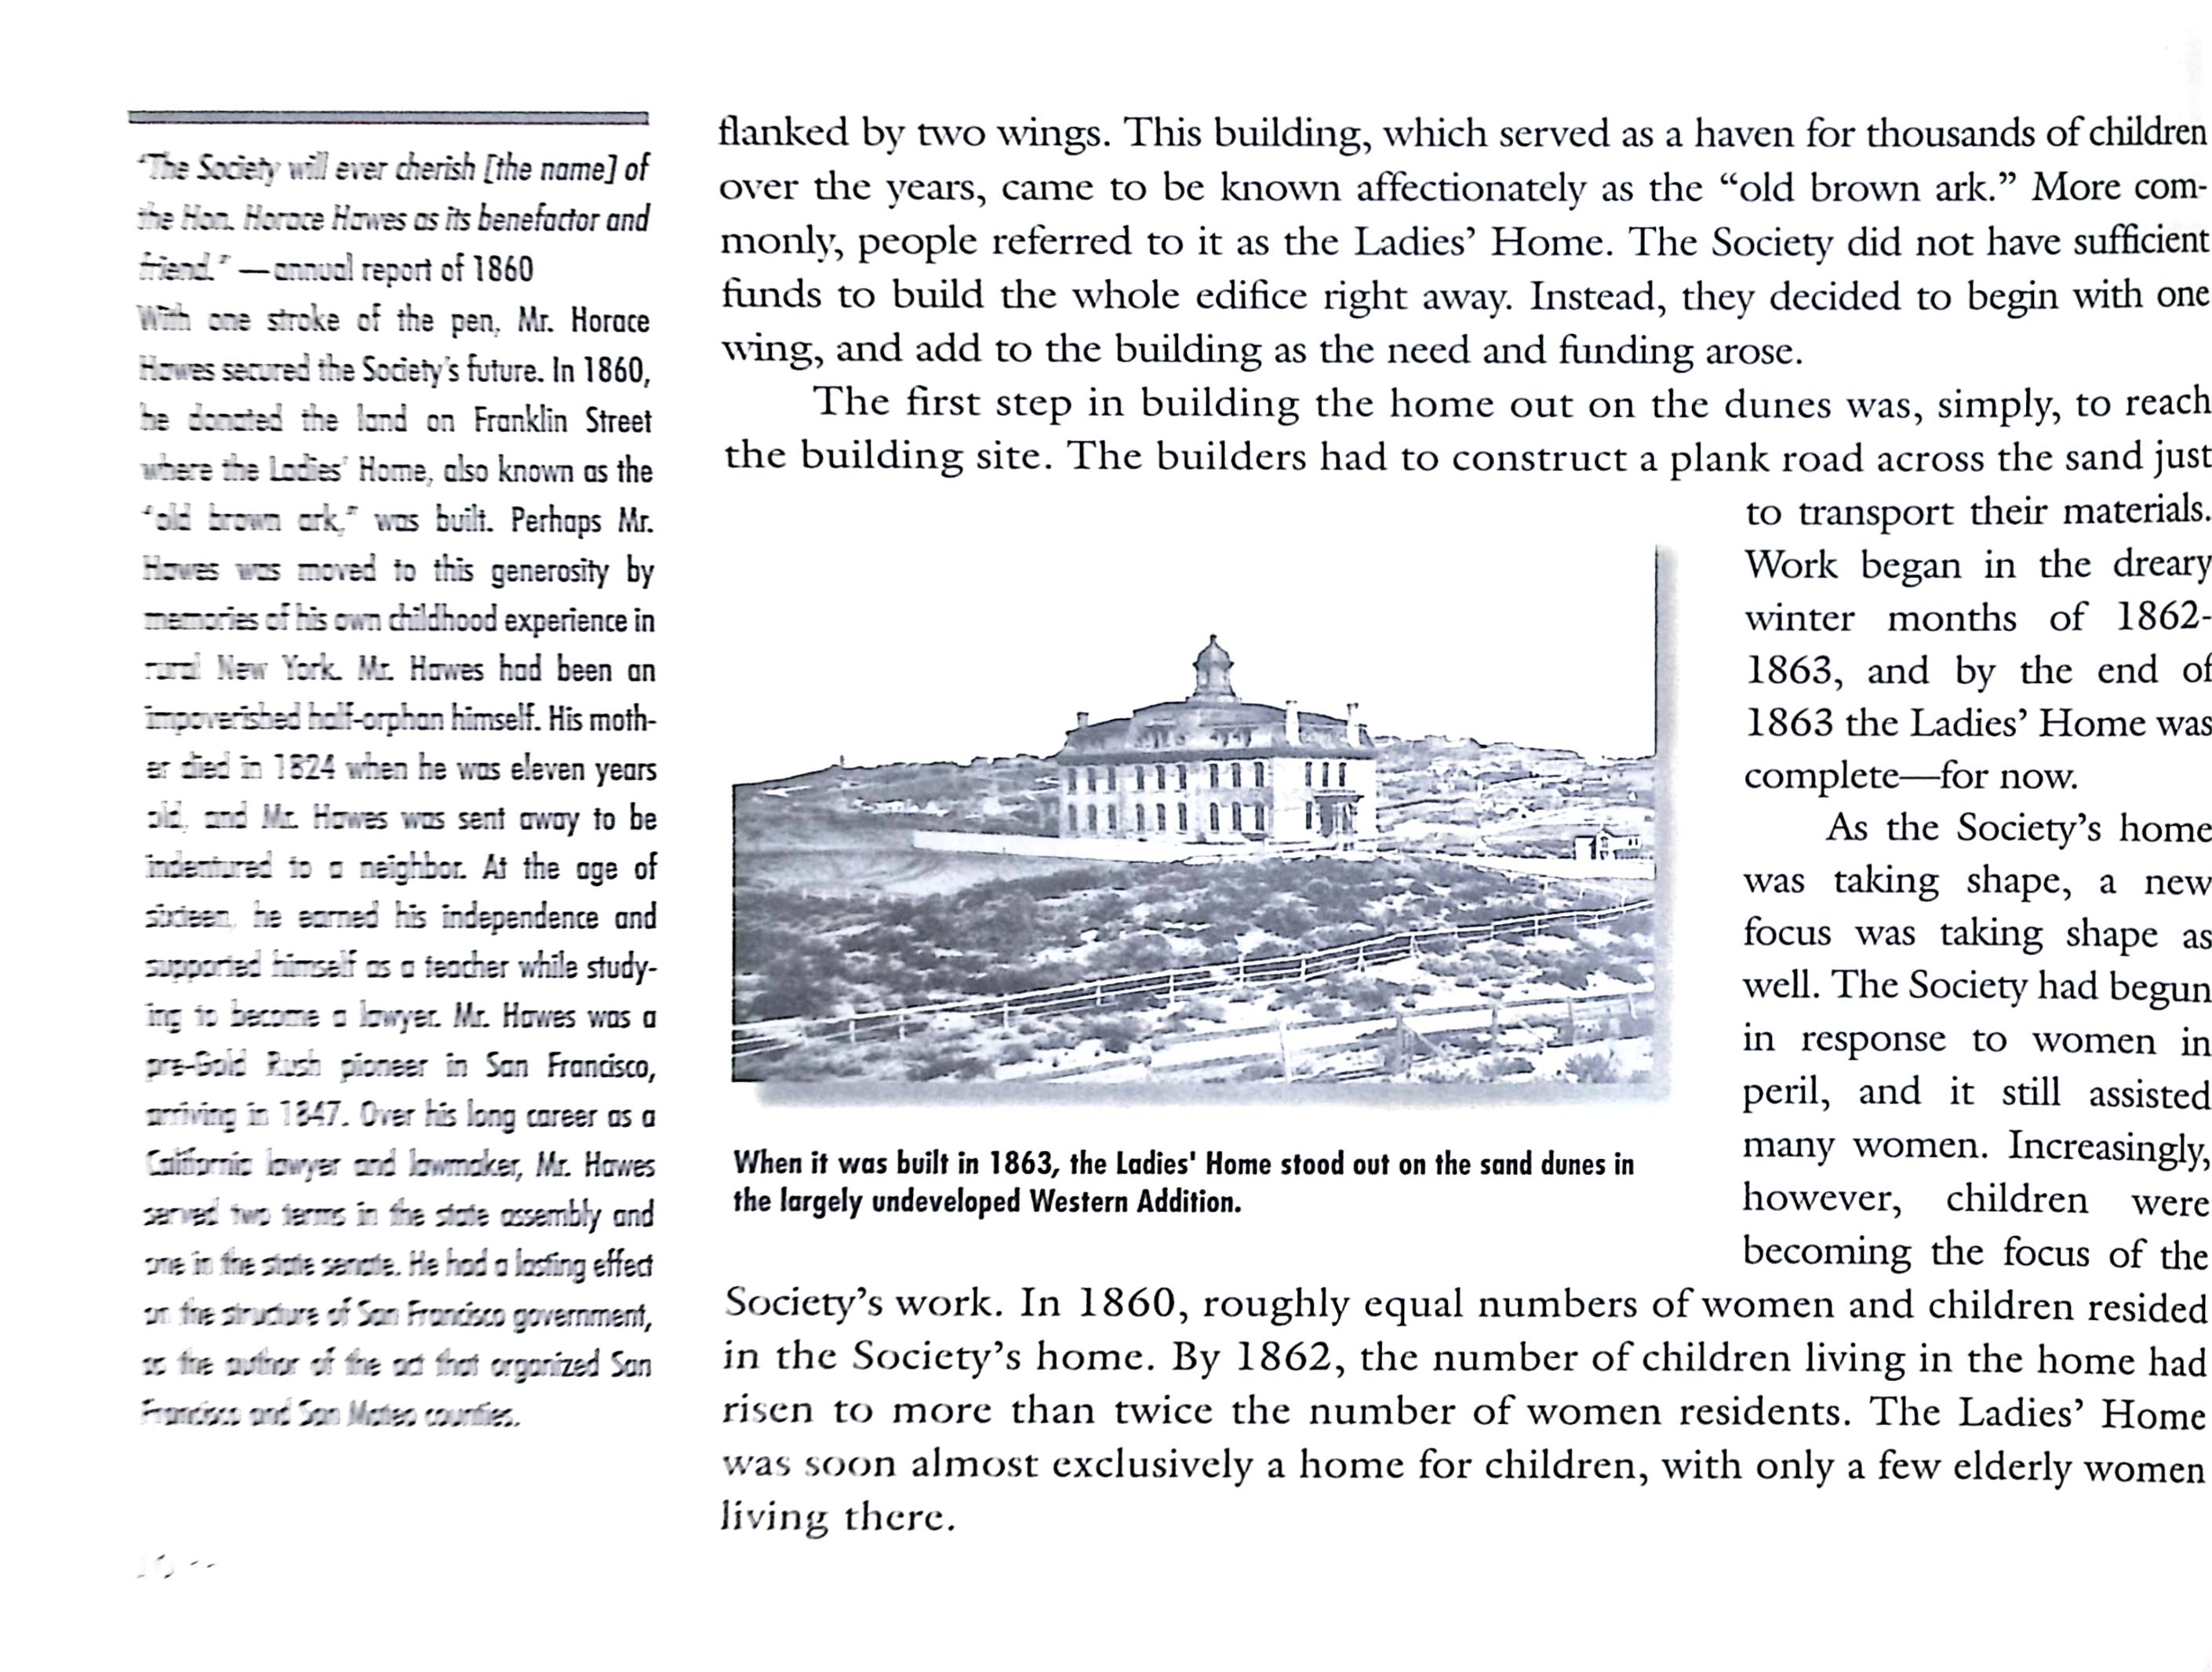 "The Society will ever cherish [the name] of
the Hon. Horace Hawes as its benefactor and
friend." —annual report of 1860
With one stroke of the pen, Mr. Horace
Hawes secured the Society's future. In 1860,
he donated the land on Franklin Street
where the Ladies' Home, also known as the
"old brown ark," was built. Perhaps Mr.
Hawes was moved to this generosity by
memories of his own childhood experience in
rural New York. Mr. Hawes had been an
impoverished half-orphan himself. His moth-
er died in 1824 when he was eleven years
old, and Mr. Hawes was sent away to be
indentured to a neighbor. At the age of
sixteen, he earned his independence and
supported himself as a teacher while study-
ing to become a lawyer. Mr. Hawes was a
pre-Gold Rush pioneer in San Francisco,
arriving in 1847. Over his long career as a
California lawyer and lawmaker, Mr. Hawes
served two terms in the state assembly and
one in the state senate. He had a lasting effect
on the structure of San Francisco government,
as the author of the act that organized San
Francisco and San Mateo counties.
flanked by two wings. This building, which served as a haven for thousands of children
over the years, came to be known affectionately as the “old brown ark.” More com-
monly, people referred to it as the Ladies’ Home. The Society did not have sufficient
funds to build the whole edifice right away. Instead, they decided to begin with one
wing, and add to the building as the need and funding arose.
The first step in building the home out on the dunes was, simply, to reach
the building site. The builders had to construct a plank road across the sand just
to transport their materials.
Work began in the dreary
winter months of 1862-
1863, and by the end of
1863 the Ladies’ Home was
complete—for now.
As the Society’s home
was taking shape, a new
focus was taking shape as
well. The Society had begun
in response to women in
peril, and it still assisted
many women. Increasingly,
however, children were
becoming the focus of the
Society’s work. In 1860, roughly equal numbers of women and children resided
in the Society’s home. By 1862, the number of children living in the home had
risen to more than twice the number of women residents. The Ladies’ Home
was soon almost exclusively a home for children, with only a few elderly women
living there.
When it was built in 1863, the Ladies' Home stood out on the sand dunes in
the largely undeveloped Western Addition.